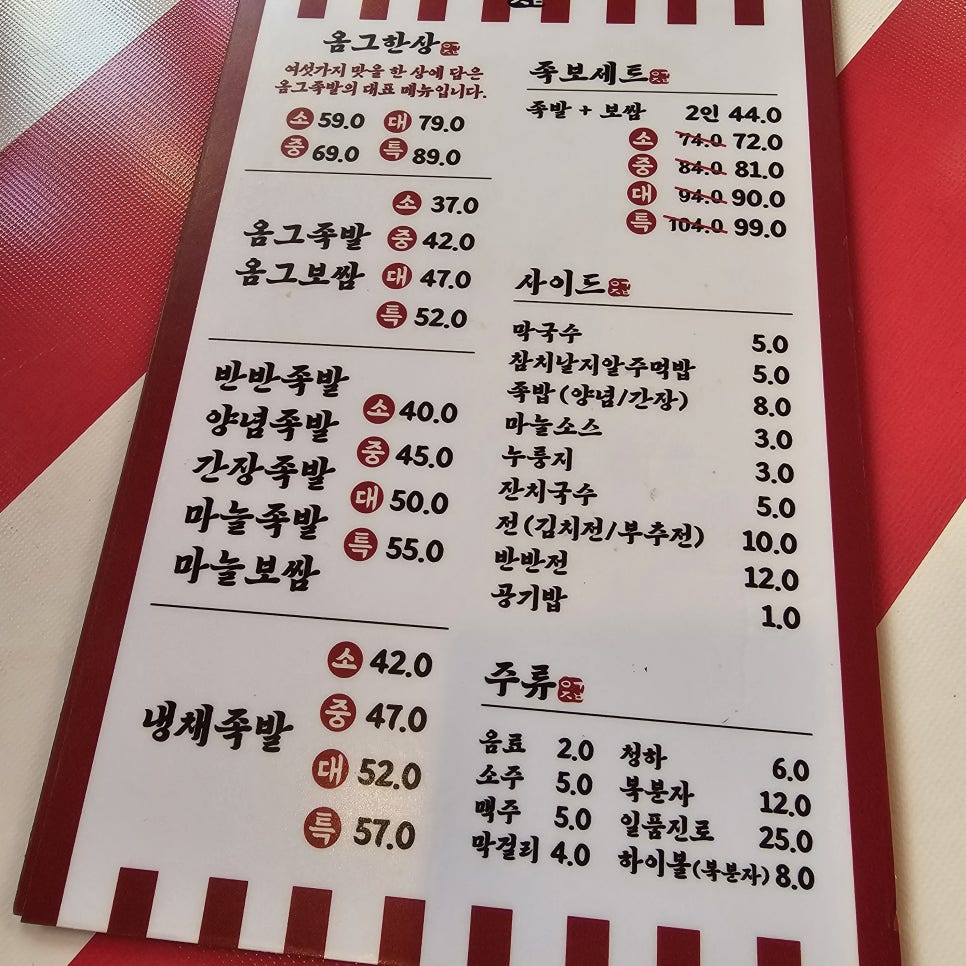 옴그한상
여섯가지 맛을 한 상에 담은
옴그족발의 대표 메뉴입니다.
소 59.0 대 79.0
중 69.0 특 89.0
소 37.0
옴그족발 중 42.0
옴그보쌈 대 47.0
특 52.0
반반족발
양념족발 소 40.0
간장족발 중 45.0
마늘족발 대 50.0
마늘보쌈 특 55.0
소 42.0
냉채족발 중 47.0
대 52.0
특 57.0
족보세트
족발 + 보쌈 2인 44.0
소 74.0 72.0
중 84.0 81.0
대 94.0 90.0
특 104.0 99.0
사이드
막국수 5.0
참치날치알주먹밥 5.0
족밥(양념/간장) 8.0
마늘소스 3.0
누룽지 3.0
잔치국수 5.0
전(김치전/부추전) 10.0
반반전 12.0
공기밥 1.0
주류
음료 2.0 청하 6.0
소주 5.0 복분자 12.0
맥주 5.0 일품진로 25.0
막걸리 4.0 하이볼(복분자) 8.0